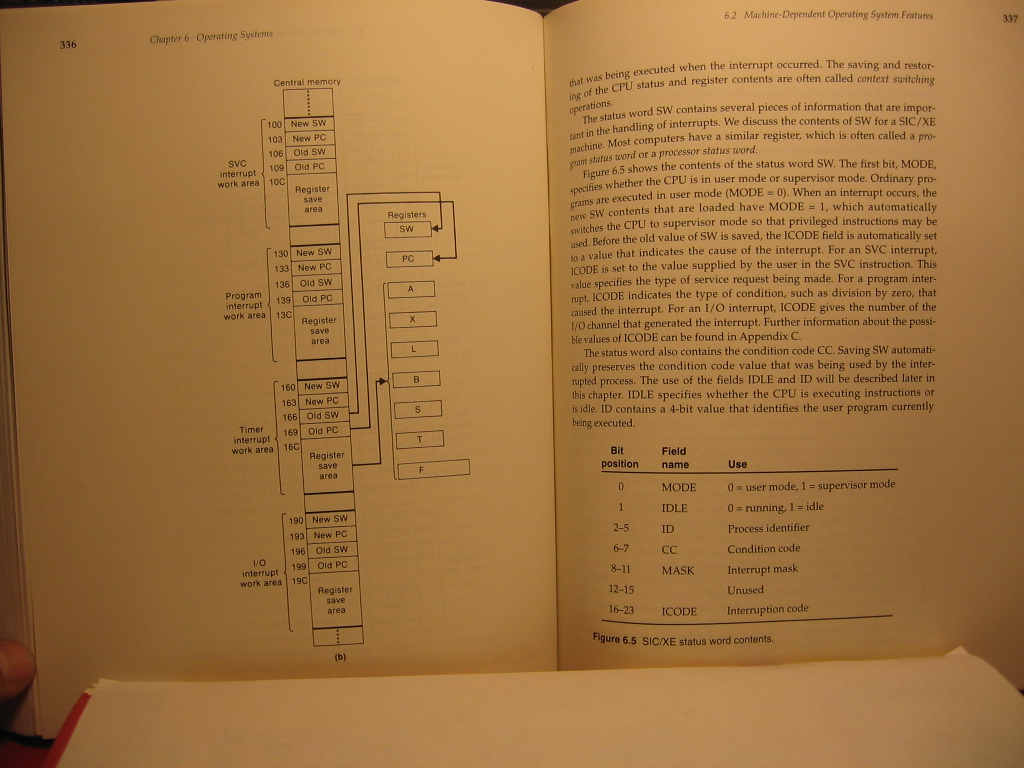 336
Chapter 6 Operating Systems
Central memory
100 New SW
103 New PC
106 Old SW
109 Old PC
10C
SVC
interrupt
work area
Register
save
area
Registers
SW
PC
A
X
L
B
S
T
F
130 New SW
133 New PC
136 Old SW
139 Old PC
13C
Program
interrupt
work area
Register
save
area
160 New SW
163 New PC
166 Old SW
169 Old PC
16C
Timer
interrupt
work area
Register
save
area
190 New SW
193 New PC
196 Old SW
199 Old PC
19C
I/O
interrupt
work area
Register
save
area
(b)
6.2 Machine-Dependent Operating System Features
337
that was being executed when the interrupt occurred. The saving and restor-
ing of the CPU status and register contents are often called context switching
operations.
The status word SW contains several pieces of information that are impor-
tant in the handling of interrupts. We discuss the contents of SW for a SIC/XE
machine. Most computers have a similar register, which is often called a pro-
gram status word or a processor status word.
Figure 6.5 shows the contents of the status word SW. The first bit, MODE,
specifies whether the CPU is in user mode or supervisor mode. Ordinary pro-
grams are executed in user mode (MODE = 0). When an interrupt occurs, the
new SW contents that are loaded have MODE = 1, which automatically
switches the CPU to supervisor mode so that privileged instructions may be
used. Before the old value of SW is saved, the ICODE field is automatically set
to a value that indicates the cause of the interrupt. For an SVC interrupt,
ICODE is set to the value supplied by the user in the SVC instruction. This
value specifies the type of service request being made. For a program inter-
rupt, ICODE indicates the type of condition, such as division by zero, that
caused the interrupt. For an I/O interrupt, ICODE gives the number of the
I/O channel that generated the interrupt. Further information about the possi-
ble values of ICODE can be found in Appendix C.
The status word also contains the condition code CC. Saving SW automati-
cally preserves the condition code value that was being used by the inter-
rupted process. The use of the fields IDLE and ID will be described later in
this chapter. IDLE specifies whether the CPU is executing instructions or
is idle. ID contains a 4-bit value that identifies the user program currently
being executed.
Bit position Field name Use
0 MODE 0 = user mode, 1 = supervisor mode
1 IDLE 0 = running, 1 = idle
2–5 ID Process identifier
6–7 CC Condition code
8–11 MASK Interrupt mask
12–15 Unused
16–23 ICODE Interruption code
Figure 6.5 SIC/XE status word contents.